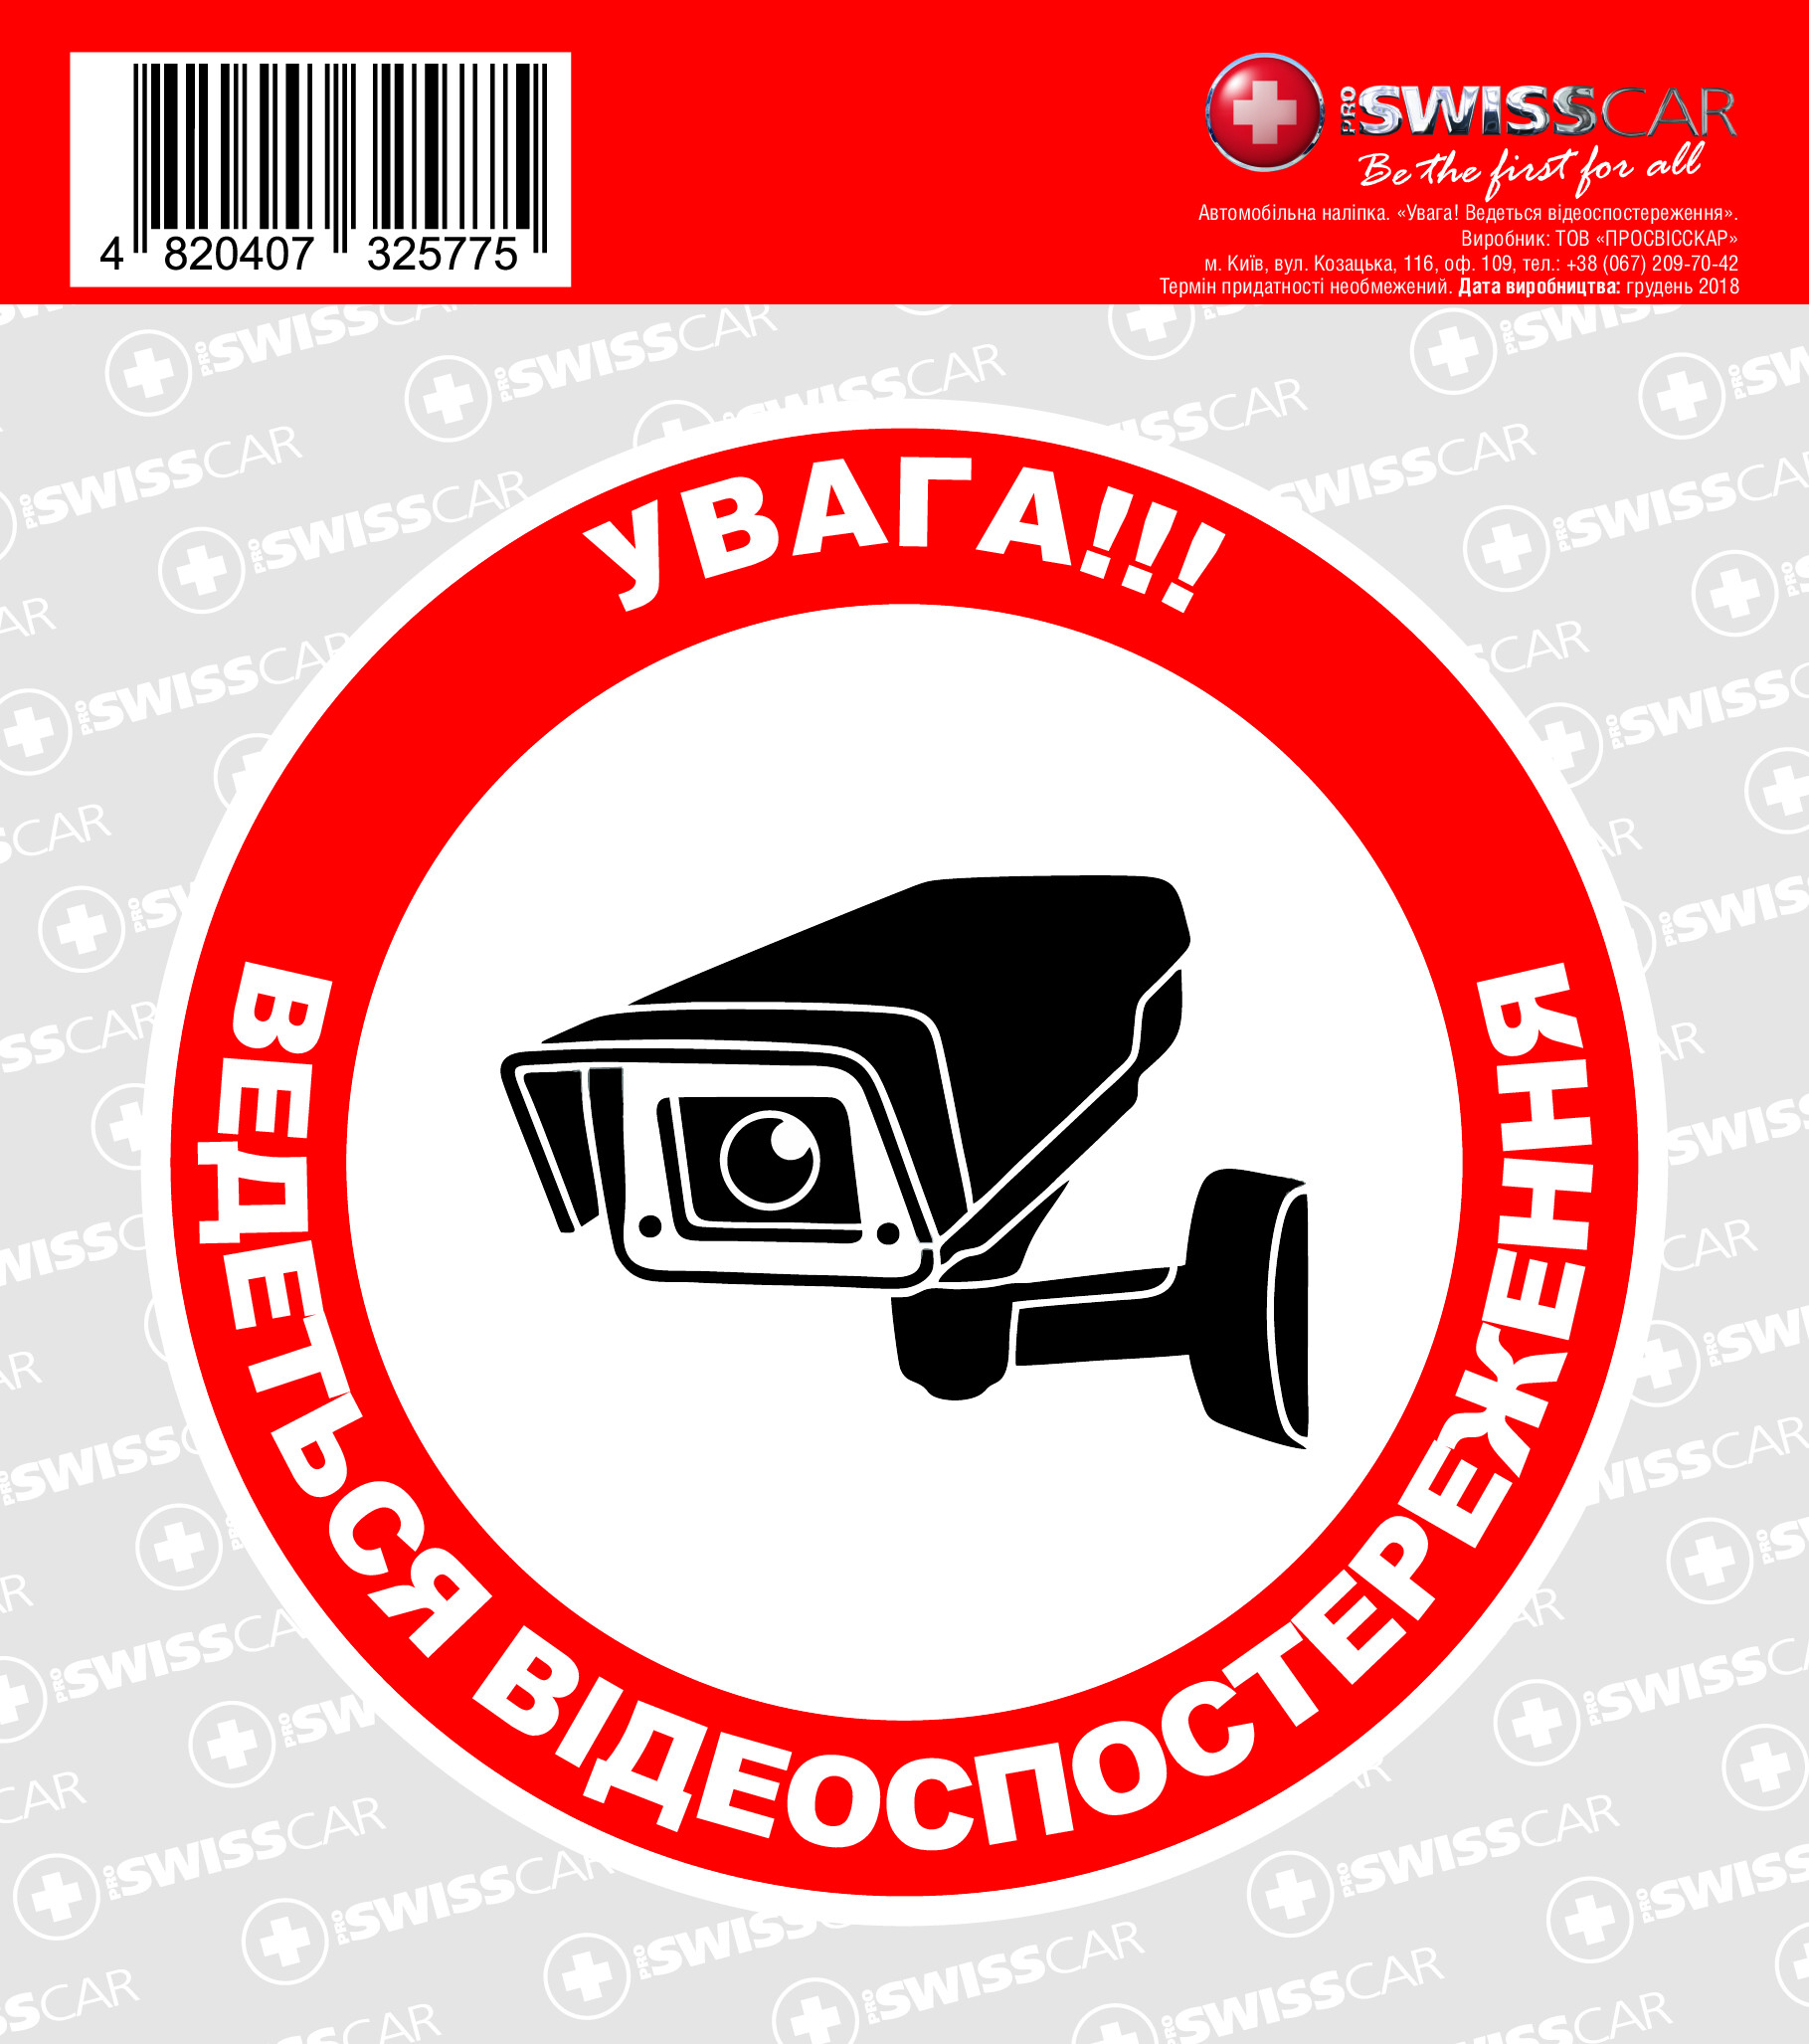 4 820407 325775
PRO SWISSCAR
Be the first for all
Автомобільна наліпка. «Увага! Ведеться відеоспостереження».
Виробник: ТОВ «ПРОСВІССКАР»
м. Київ, вул. Козацька, 116, оф. 109, тел.: +38 (067) 209-70-42
Термін придатності необмежений. Дата виробництва: грудень 2018
УВАГА!!!
ВЕДЕТЬСЯ ВІДЕОСПОСТЕРЕЖЕННЯ